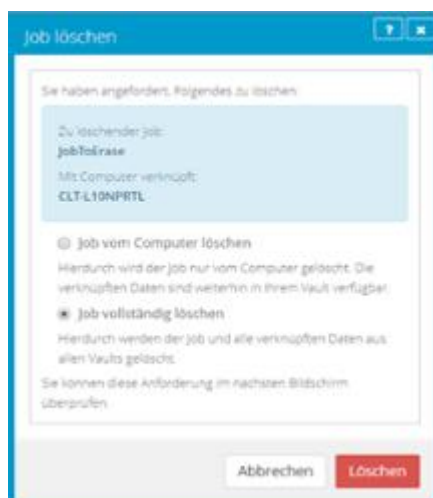 Job löschen
Sie haben angefordert, Folgendes zu löschen
Zu löschender Job:
JobToErase
Mit Computer verknüpft:
CLT-L10NPRTL
Job vom Computer löschen
Hierdurch wird der Job nur vom Computer gelöscht. Die
verknüpften Daten sind weiterhin in Ihrem Vault verfügbar.
Job vollständig löschen
Hierdurch werden der Job und alle verknüpften Daten aus
allen Vaults gelöscht.
Sie können diese Anforderung im nächsten Bildschirm
überprüfen
Abbrechen
Löschen